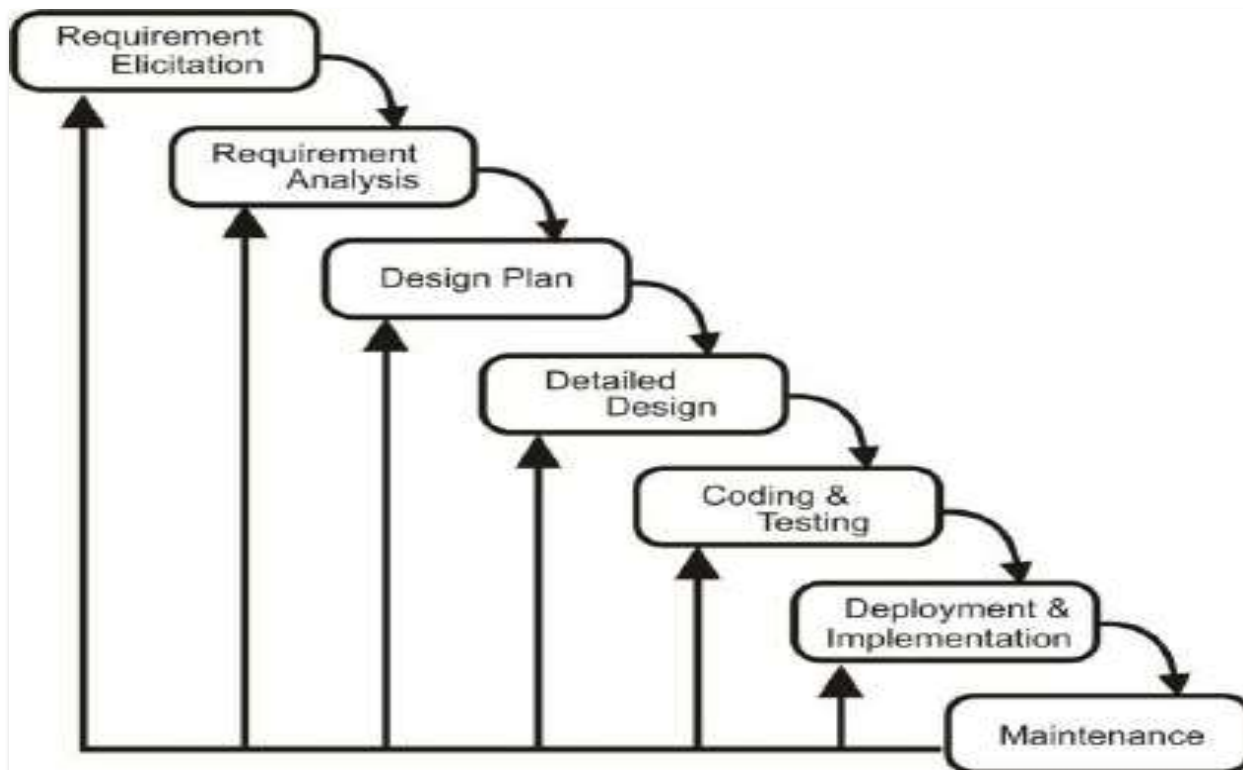 Requirement
Elicitation
Requirement
Analysis
Design Plan
Detailed
Design
Coding &
Testing
Deployment &
Implementation
Maintenance